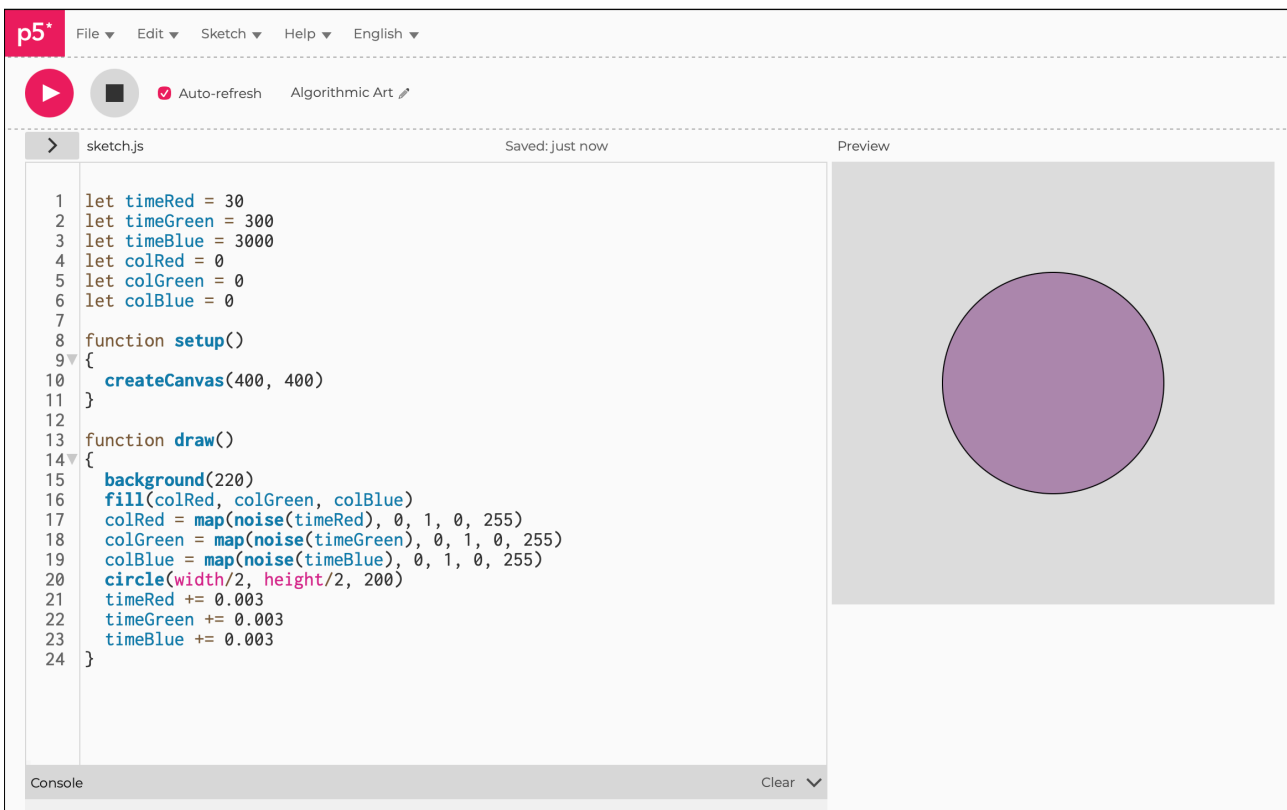 p5* File Edit Sketch Help English
Auto-refresh Algorithmic Art
sketch.js Saved: just now Preview
1 let timeRed = 30
2 let timeGreen = 300
3 let timeBlue = 3000
4 let colRed = 0
5 let colGreen = 0
6 let colBlue = 0
7
8 function setup()
9 {
10   createCanvas(400, 400)
11 }
12
13 function draw()
14 {
15   background(220)
16   fill(colRed, colGreen, colBlue)
17   colRed = map(noise(timeRed), 0, 1, 0, 255)
18   colGreen = map(noise(timeGreen), 0, 1, 0, 255)
19   colBlue = map(noise(timeBlue), 0, 1, 0, 255)
20   circle(width/2, height/2, 200)
21   timeRed += 0.003
22   timeGreen += 0.003
23   timeBlue += 0.003
24 }
Console Clear